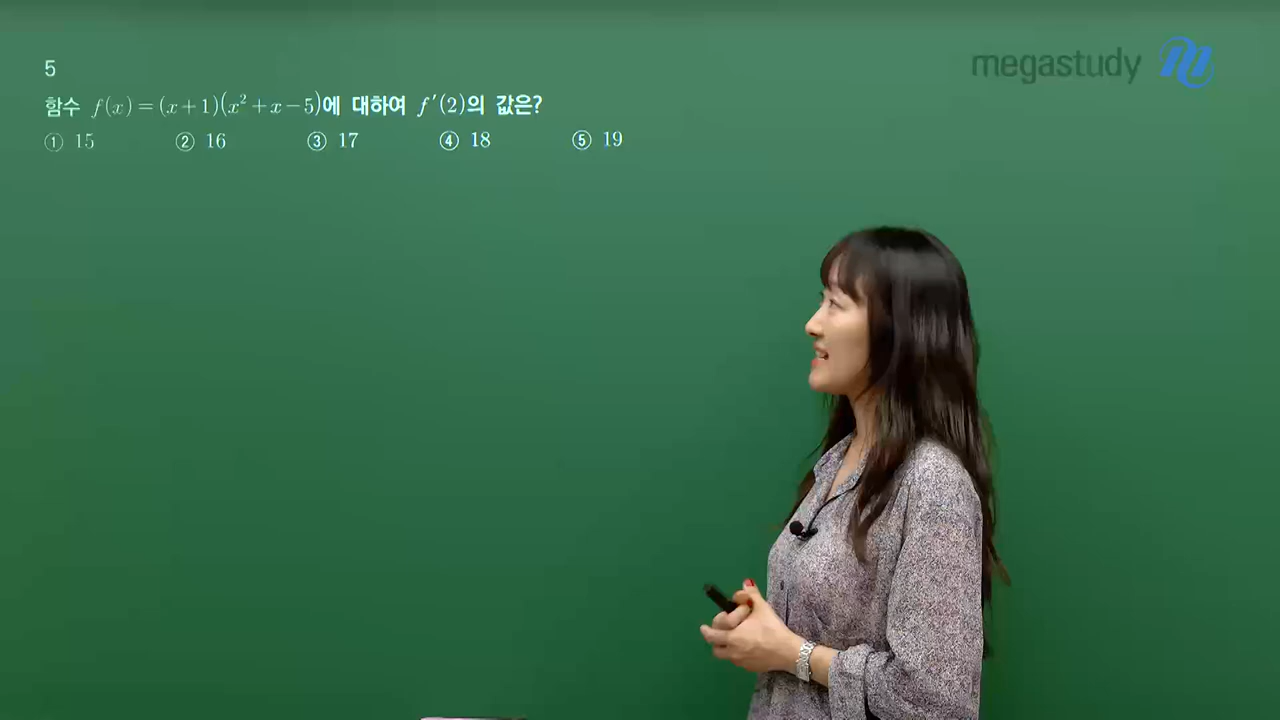 megastudy
5
함수 f(x)=(x+1)(x²+x-5)에 대하여 f′(2)의 값은?
① 15 ② 16 ③ 17 ④ 18 ⑤ 19